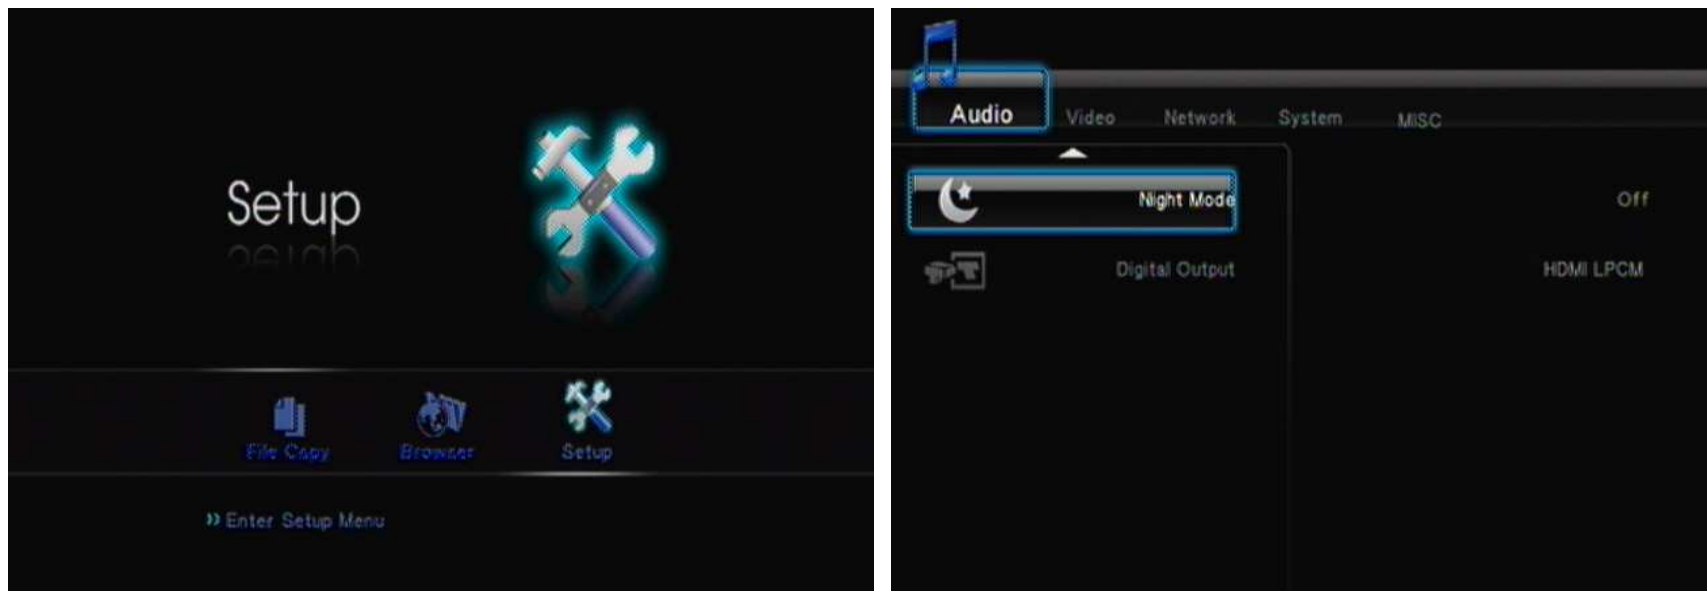 Setup
File Copy Browser Setup
Enter Setup Menu
Audio Video Network System MISC
Night Mode Off
Digital Output HDMI LPCM